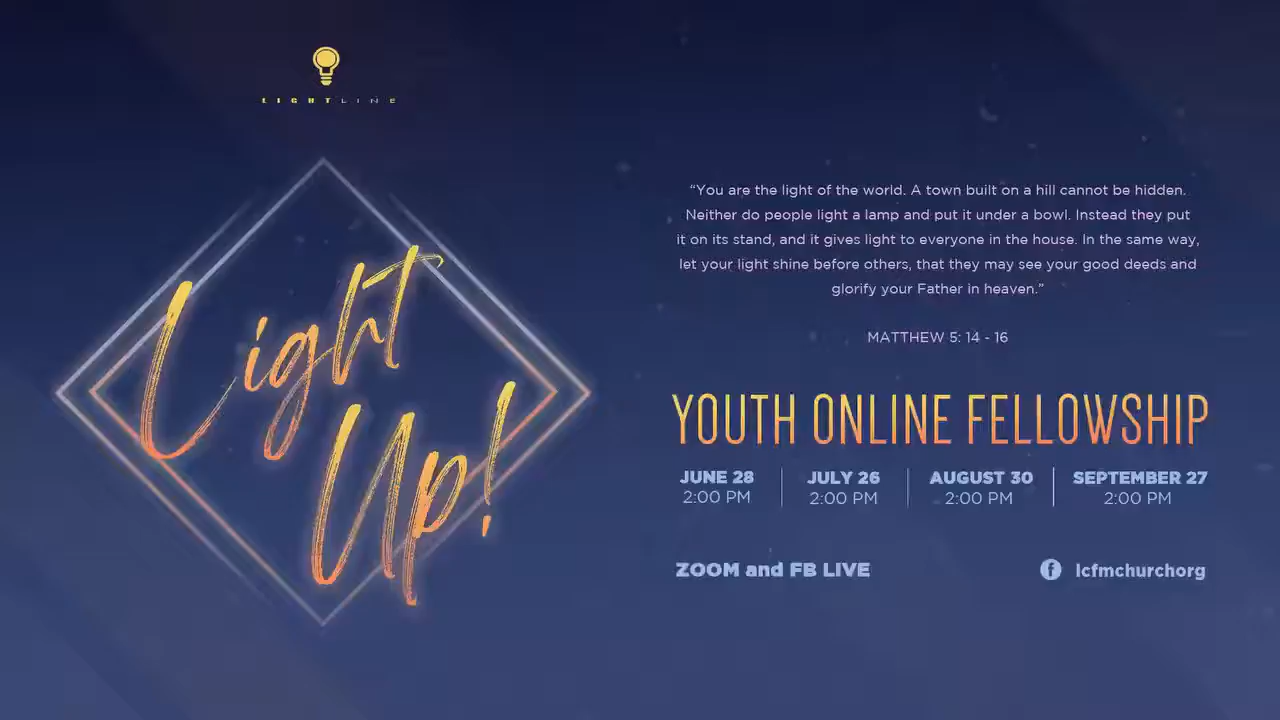 LIGHTLINE
Light
Up!
“You are the light of the world. A town built on a hill cannot be hidden.
Neither do people light a lamp and put it under a bowl. Instead they put
it on its stand, and it gives light to everyone in the house. In the same way,
let your light shine before others, that they may see your good deeds and
glorify your Father in heaven.”
MATTHEW 5: 14 - 16
YOUTH ONLINE FELLOWSHIP
JUNE 28 JULY 26 AUGUST 30 SEPTEMBER 27
2:00 PM 2:00 PM 2:00 PM 2:00 PM
ZOOM and FB LIVE lcfmchurchorg